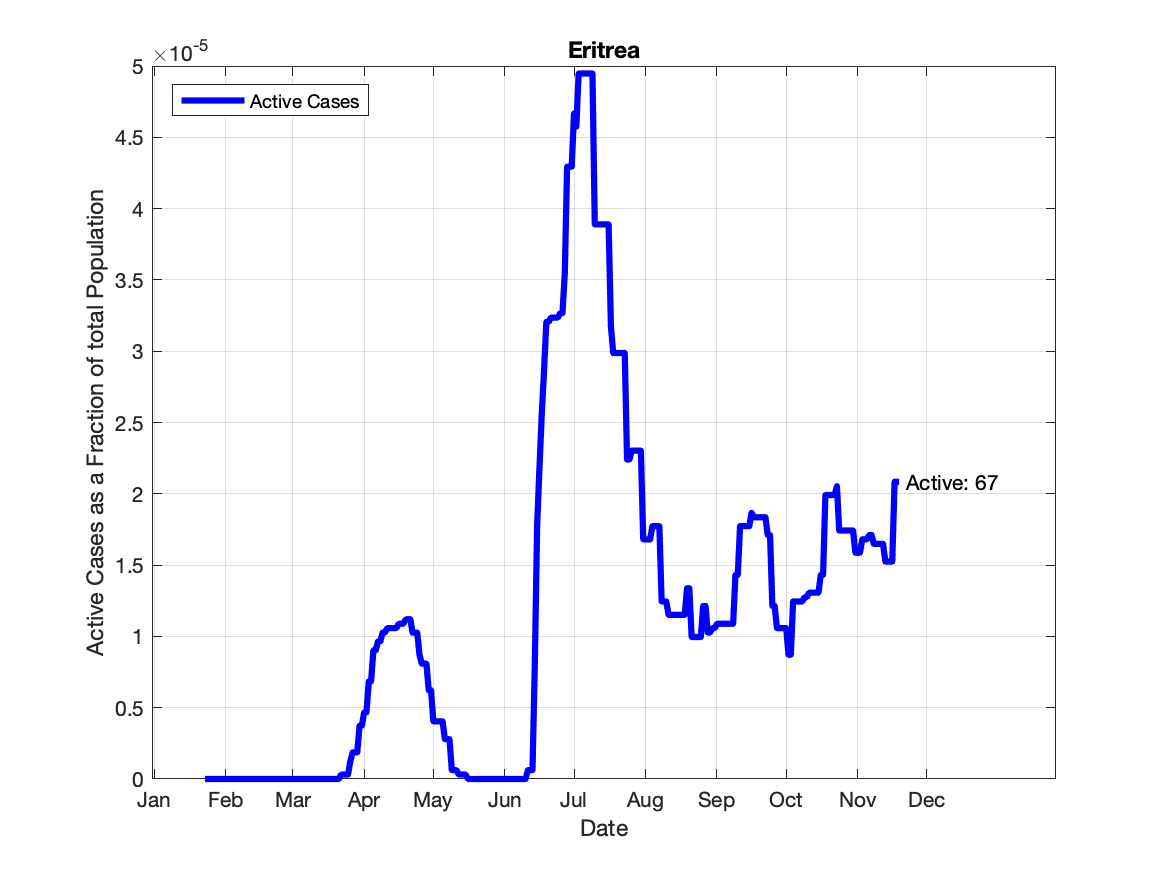 Eritrea
×10-5
Active Cases
5
4.5
4
3.5
3
2.5
2
1.5
1
0.5
0
Active Cases as a Fraction of total Population
Active: 67
Jan Feb Mar Apr May Jun Jul Aug Sep Oct Nov Dec
Date